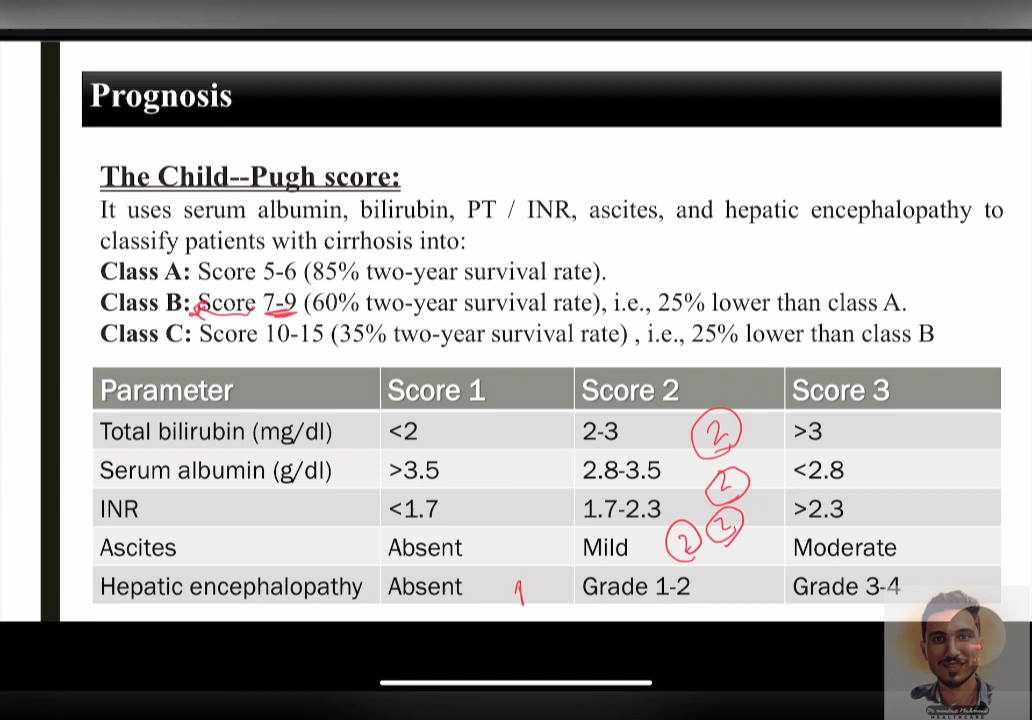 Prognosis
The Child--Pugh score:
It uses serum albumin, bilirubin, PT / INR, ascites, and hepatic encephalopathy to
classify patients with cirrhosis into:
Class A: Score 5-6 (85% two-year survival rate).
Class B: Score 7-9 (60% two-year survival rate), i.e., 25% lower than class A.
Class C: Score 10-15 (35% two-year survival rate) , i.e., 25% lower than class B
Parameter Score 1 Score 2 Score 3
Total bilirubin (mg/dl) <2 2-3 2 >3
Serum albumin (g/dl) >3.5 2.8-3.5 2 <2.8
INR <1.7 1.7-2.3 2 >2.3
Ascites Absent Mild 2 Moderate
Hepatic encephalopathy Absent 1 Grade 1-2 Grade 3-4
HEALTHCARE